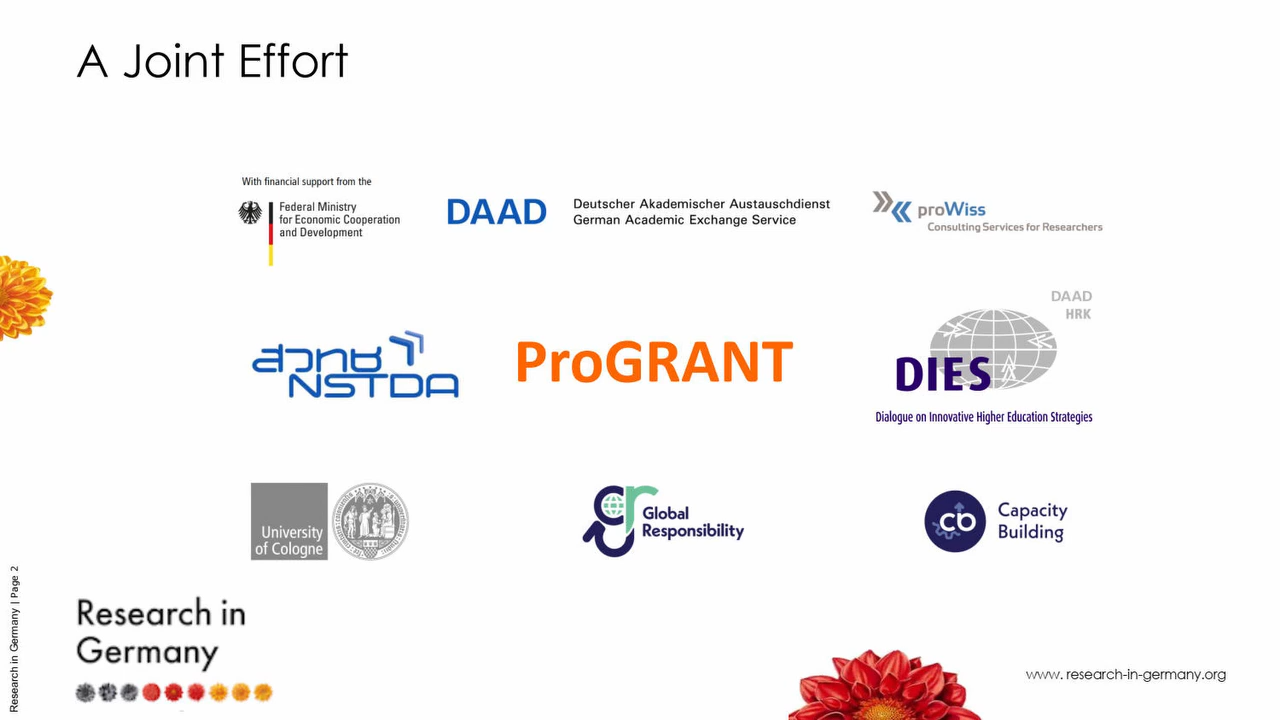 A Joint Effort
With financial support from the
Federal Ministry
for Economic Cooperation
and Development
DAAD
Deutscher Akademischer Austauschdienst
German Academic Exchange Service
proWiss
Consulting Services for Researchers
สวทช
NSTDA
ProGRANT
DAAD
HRK
DIES
Dialogue on Innovative Higher Education Strategies
University
of Cologne
gr
Global
Responsibility
cb
Capacity
Building
Research in
Germany
www. research-in-germany.org
Research in Germany | Page 2